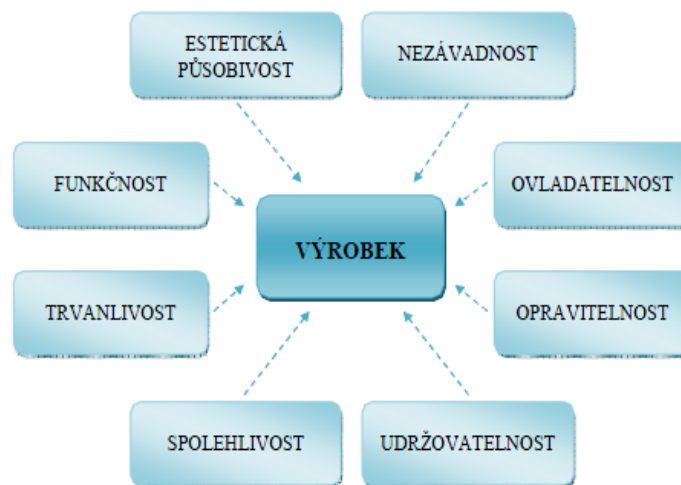 ESTETICKÁ
PŮSOBIVOST
NEZÁVADNOST
FUNKČNOST
OVLADATELNOST
VÝROBEK
TRVANLIVOST
OPRAVITELNOST
SPOLEHLIVOST
UDRŽOVATELNOST